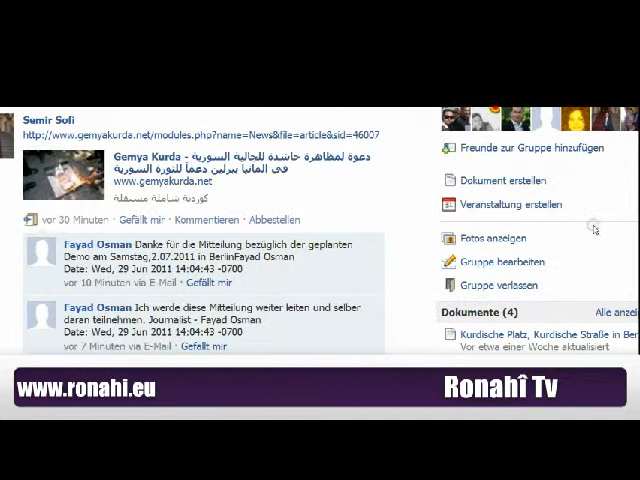 Semir Sofi
http://www.gemyakurda.net/modules.php?name=News&file=article&sid=46007
Gemya Kurda - دعوة لمظاهرة حاشدة للجالية السورية
في المانيا ببرلين دعماً للثورة السورية
www.gemyakurda.net
كوردية شاملة مستقلة
vor 30 Minuten · Gefällt mir · Kommentieren · Abbestellen
Fayad Osman Danke für die Mitteilung bezüglich der geplanten
Demo am Samstag,2.07.2011 in BerlinFayad Osman
Date: Wed, 29 Jun 2011 14:04:43 -0700
vor 10 Minuten via E-Mail · Gefällt mir
Fayad Osman Ich werde diese Mitteilung weiter leiten und selber
daran teilnehmen. Journalist - Fayad Osman
Date: Wed, 29 Jun 2011 14:04:43 -0700
vor 7 Minuten via E-Mail · Gefällt mir
Freunde zur Gruppe hinzufügen
Dokument erstellen
Veranstaltung erstellen
Fotos anzeigen
Gruppe bearbeiten
Gruppe verlassen
Dokumente (4) Alle anzei
Kurdische Platz, Kurdische Straße in Ber
Vor etwa einer Woche aktualisiert
www.ronahi.eu Ronahî Tv